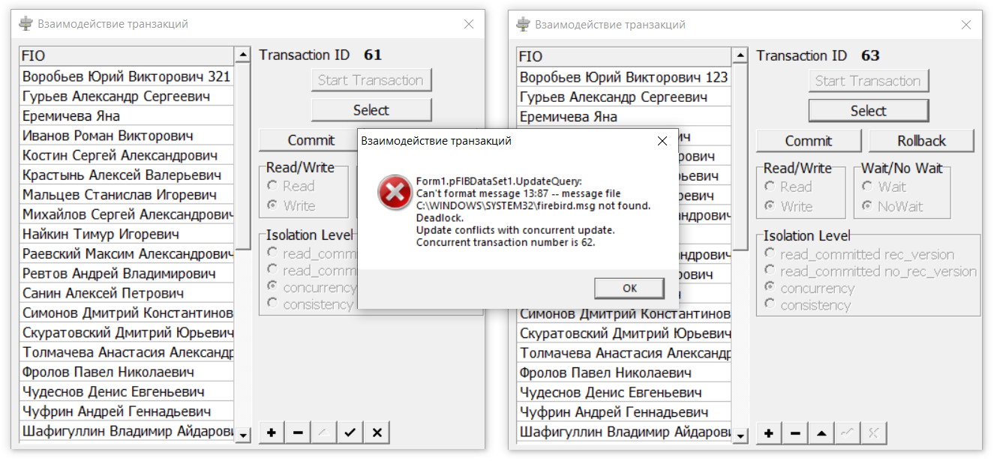 Взаимодействие транзакций
FIO
Воробьев Юрий Викторович 321
Гурьев Александр Сергеевич
Еремичева Яна
Иванов Роман Викторович
Костин Сергей Александрович
Крастынь Алексей Валерьевич
Мальцев Станислав Игоревич
Михайлов Сергей Александрович
Найкин Тимур Игоревич
Раевский Максим Александрович
Ревтов Андрей Владимирович
Санин Алексей Петрович
Симонов Дмитрий Константинов
Скуратовский Дмитрий Юрьевич
Толмачева Анастасия Александр
Фролов Павел Николаевич
Чудеснов Денис Евгеньевич
Чуфрин Андрей Геннадьевич
Шафигуллин Владимир Айдарови
Transaction ID 61
Start Transaction
Select
Commit
Read/Write
Read
Write
Isolation Level
read_comm
read_comm
concurrency
consistency
Взаимодействие транзакций
Form1.pFIBDataSet1.UpdateQuery:
Can't format message 13:87 -- message file
C:\WINDOWS\SYSTEM32\firebird.msg not found.
Deadlock.
Update conflicts with concurrent update.
Concurrent transaction number is 62.
OK
Взаимодействие транзакций
FIO
Воробьев Юрий Викторович 123
Гурьев Александр Сергеевич
Еремичева Яна
ич
рович
евич
евич
ндрович
ндрович
ович
Симонов Дмитрий Константинов
Скуратовский Дмитрий Юрьевич
Толмачева Анастасия Александр
Фролов Павел Николаевич
Чудеснов Денис Евгеньевич
Чуфрин Андрей Геннадьевич
Шафигуллин Владимир Айдарови
Transaction ID 63
Start Transaction
Select
Commit Rollback
Read/Write Wait/No Wait
Read Wait
Write NoWait
Isolation Level
read_committed rec_version
read_committed no_rec_version
concurrency
consistency